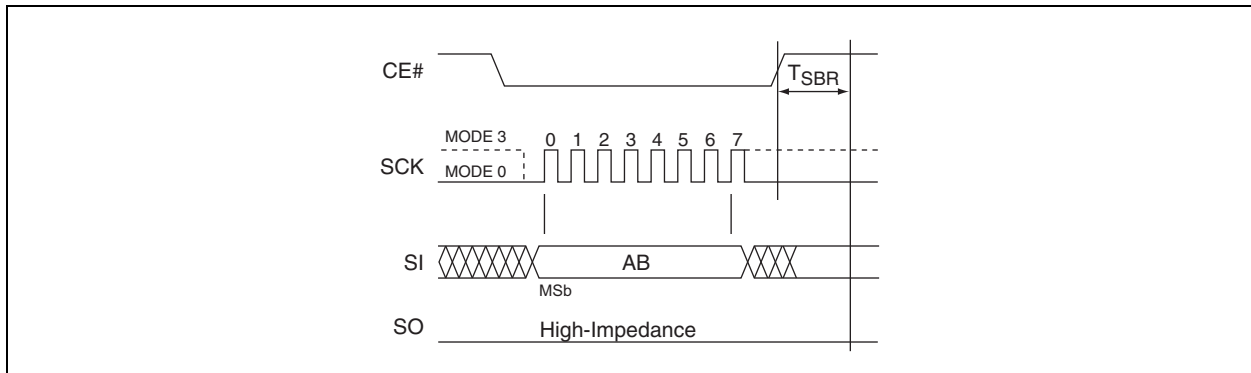 CE#
TSBR
MODE 3
0 1 2 3 4 5 6 7
SCK
MODE 0
SI
AB
MSb
SO
High-Impedance